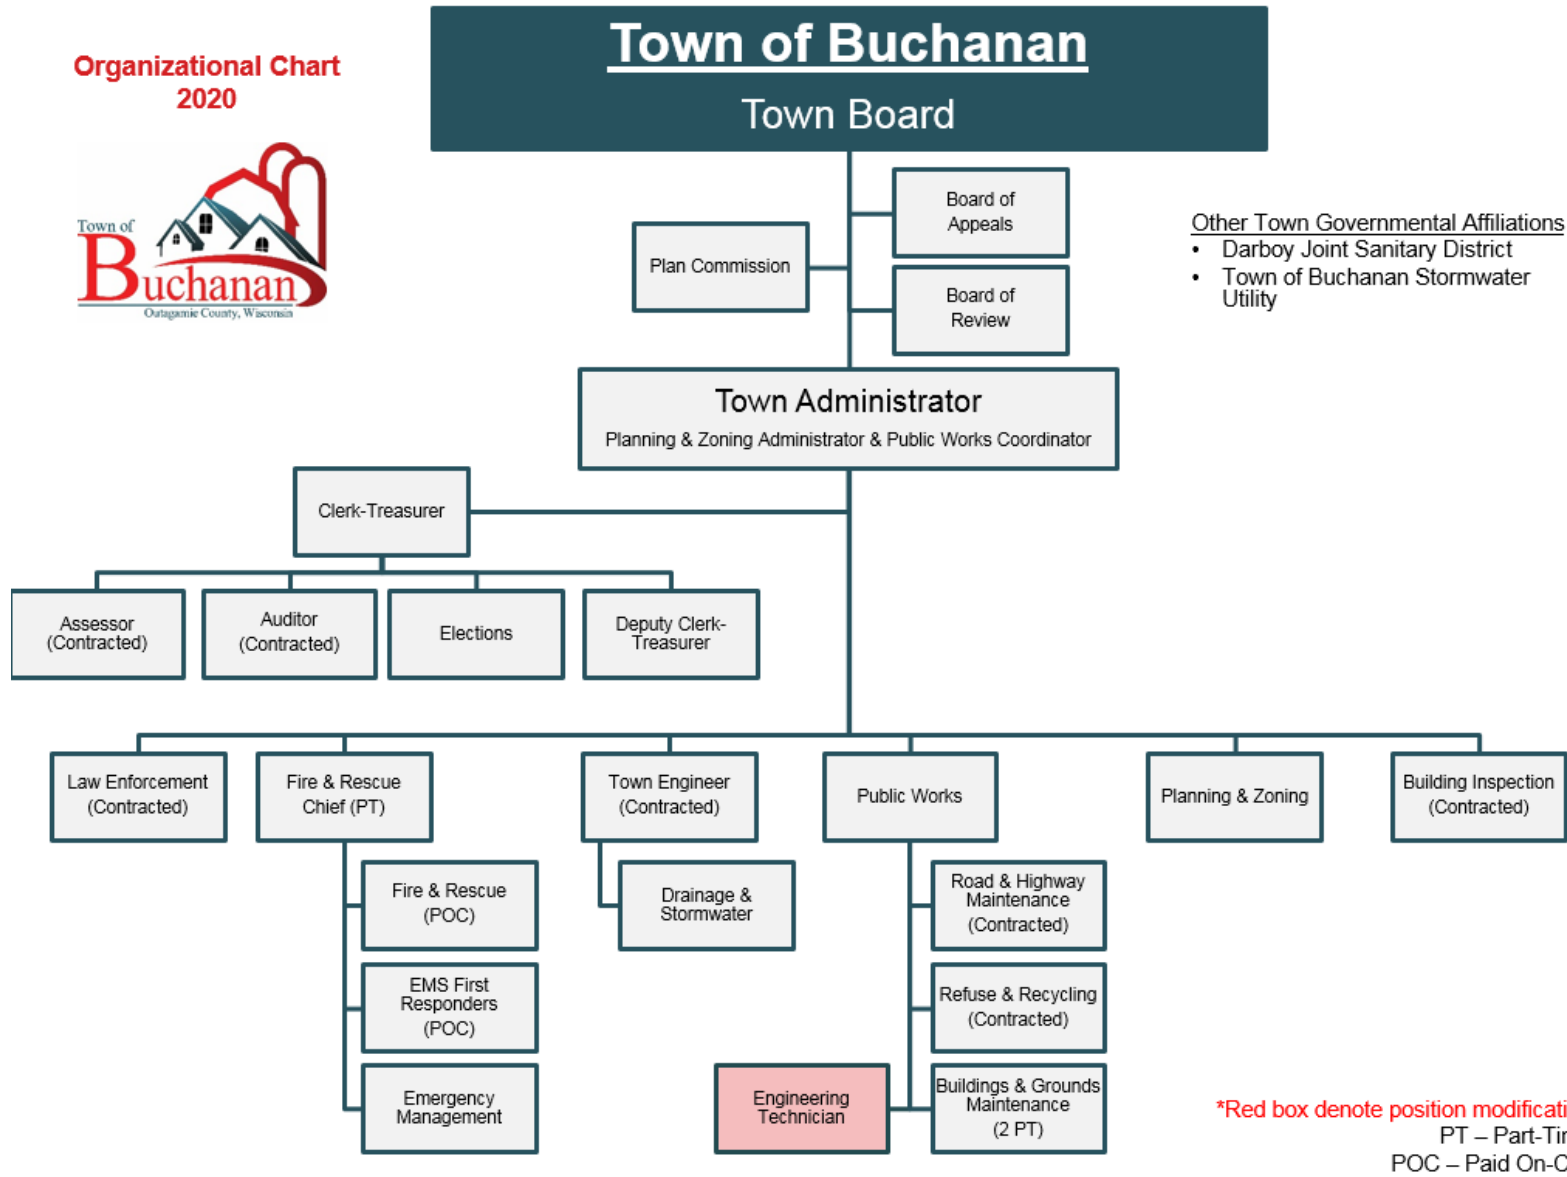 Organizational Chart
2020
Town of
Buchanan
Outagamie County, Wisconsin
Town of Buchanan
Town Board
Board of
Appeals
Plan Commission
Board of
Review
Other Town Governmental Affiliations
• Darboy Joint Sanitary District
• Town of Buchanan Stormwater
Utility
Town Administrator
Planning & Zoning Administrator & Public Works Coordinator
Clerk-Treasurer
Assessor
(Contracted)
Auditor
(Contracted)
Elections
Deputy Clerk-
Treasurer
Law Enforcement
(Contracted)
Fire & Rescue
Chief (PT)
Town Engineer
(Contracted)
Public Works
Planning & Zoning
Building Inspection
(Contracted)
Fire & Rescue
(POC)
EMS First
Responders
(POC)
Emergency
Management
Drainage &
Stormwater
Road & Highway
Maintenance
(Contracted)
Refuse & Recycling
(Contracted)
Engineering
Technician
Buildings & Grounds
Maintenance
(2 PT)
*Red box denote position
PT – Part-
POC – Paid